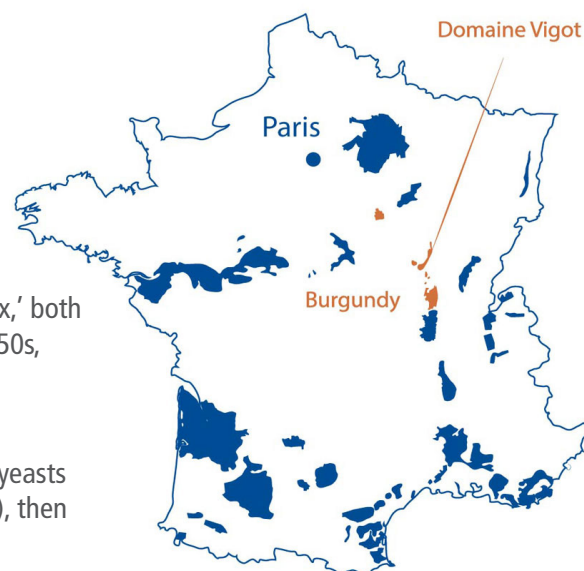 Domaine Vigot
Paris
Burgundy
x,’ both
50s,
yeasts
), then